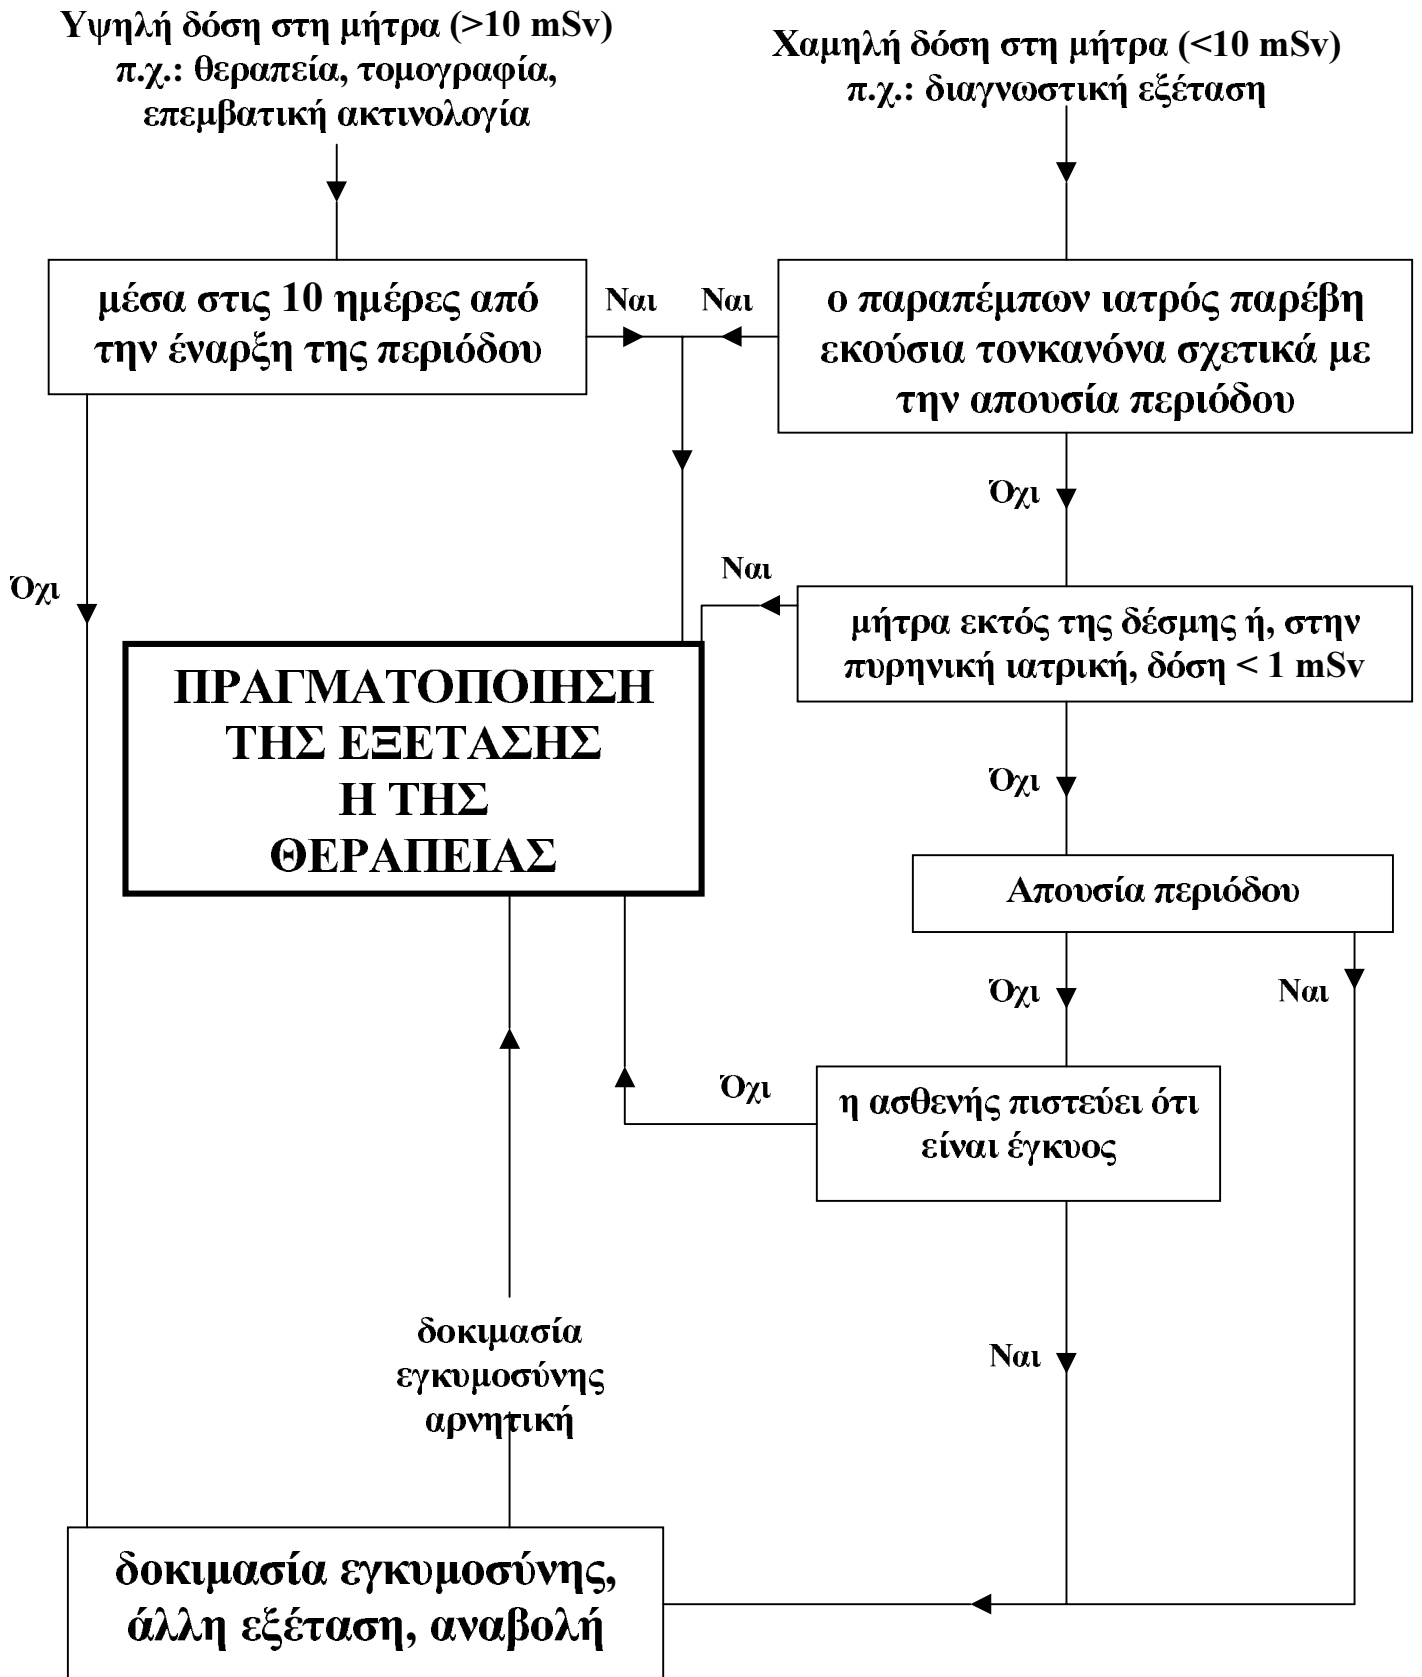 Υψηλή δόση στη μήτρα (>10 mSv)
π.χ.: θεραπεία, τομογραφία,
επεμβατική ακτινολογία
Χαμηλή δόση στη μήτρα (<10 mSv)
π.χ.: διαγνωστική εξέταση
μέσα στις 10 ημέρες από
την έναρξη της περιόδου
Ναι
Ναι
ο παραπέμπων ιατρός παρέβη
εκούσια τονκανόνα σχετικά με
την απουσία περιόδου
Όχι
Όχι
Ναι
μήτρα εκτός της δέσμης ή, στην
πυρηνική ιατρική, δόση < 1 mSv
ΠΡΑΓΜΑΤΟΠΟΙΗΣΗ
ΤΗΣ ΕΞΕΤΑΣΗΣ
Η ΤΗΣ
ΘΕΡΑΠΕΙΑΣ
Όχι
Απουσία περιόδου
Όχι
Ναι
Όχι
η ασθενής πιστεύει ότι
είναι έγκυος
Ναι
δοκιμασία
εγκυμοσύνης
αρνητική
δοκιμασία εγκυμοσύνης,
άλλη εξέταση, αναβολή